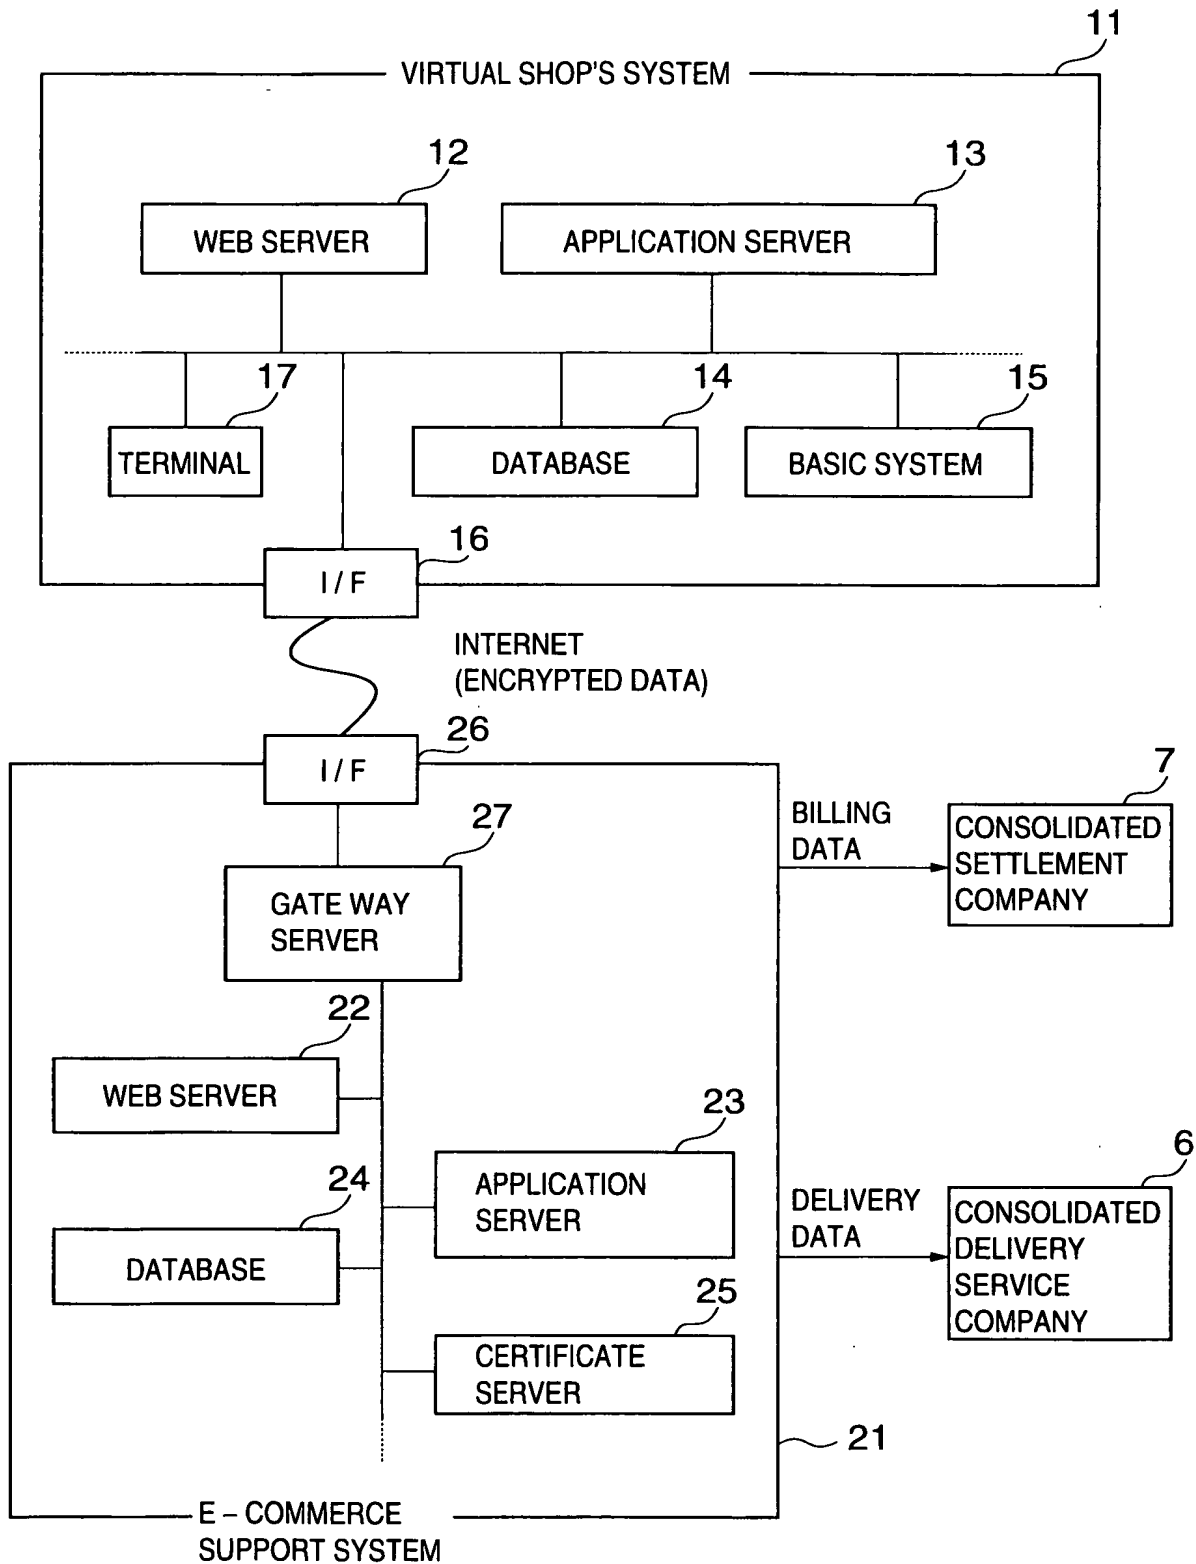 11
VIRTUAL SHOP'S SYSTEM
12
13
WEB SERVER
APPLICATION SERVER
17
14
15
TERMINAL
DATABASE
BASIC SYSTEM
16
I / F
INTERNET
(ENCRYPTED DATA)
26
I / F
7
BILLING
DATA
CONSOLIDATED
SETTLEMENT
COMPANY
27
GATE WAY
SERVER
22
WEB SERVER
23
APPLICATION
SERVER
6
24
DATABASE
DELIVERY
DATA
CONSOLIDATED
DELIVERY
SERVICE
COMPANY
25
CERTIFICATE
SERVER
21
E – COMMERCE
SUPPORT SYSTEM